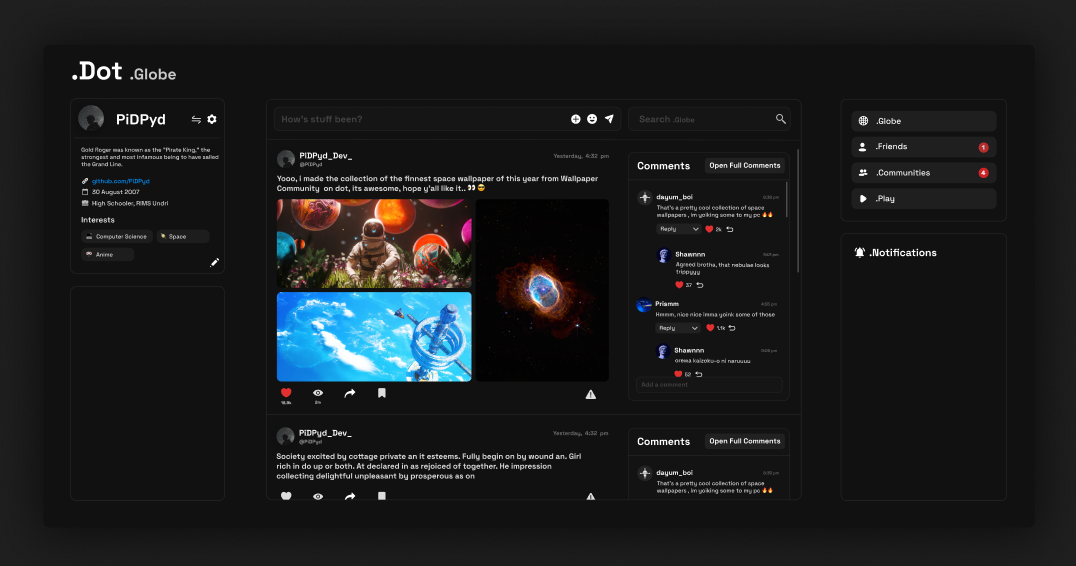 .Dot .Globe
PiDPyd
Gold Roger was known as the "Pirate King," the
strongest and most infamous being to have sailed
the Grand Line.
github.com/PiDPyd
30 August 2007
High Schooler, RIMS Undri
Interests
Computer Science
Space
Anime
How's stuff been?
Search .Globe
PiDPyd_Dev_
@PiDPyd
Yesterday, 4:32 pm
Yooo, i made the collection of the finnest space wallpaper of this year from Wallpaper
Community on dot, its awesome, hope y'all like it.. 👀😎
Comments
Open Full Comments
dayum_boi
That's a pretty cool collection of space
wallpapers , im yoiking some to my pc 🔥🔥
Reply
2k
Shawnnn
Agreed brotha, that nebulae looks
trippyyy
37
Prismm
Hmmm, nice nice imma yoink some of those
Reply
1.1k
Shawnnn
orewa kaizoku-o ni naruuuu
52
Add a comment
PiDPyd_Dev_
@PiDPyd
Yesterday, 4:32 pm
Society excited by cottage private an it esteems. Fully begin on by wound an. Girl
rich in do up or both. At declared in as rejoiced of together. He impression
collecting delightful unpleasant by prosperous as on
Comments
Open Full Comments
dayum_boi
That's a pretty cool collection of space
wallpapers , im yoiking some to my pc 🔥🔥
.Globe
.Friends 1
.Communities 4
.Play
.Notifications